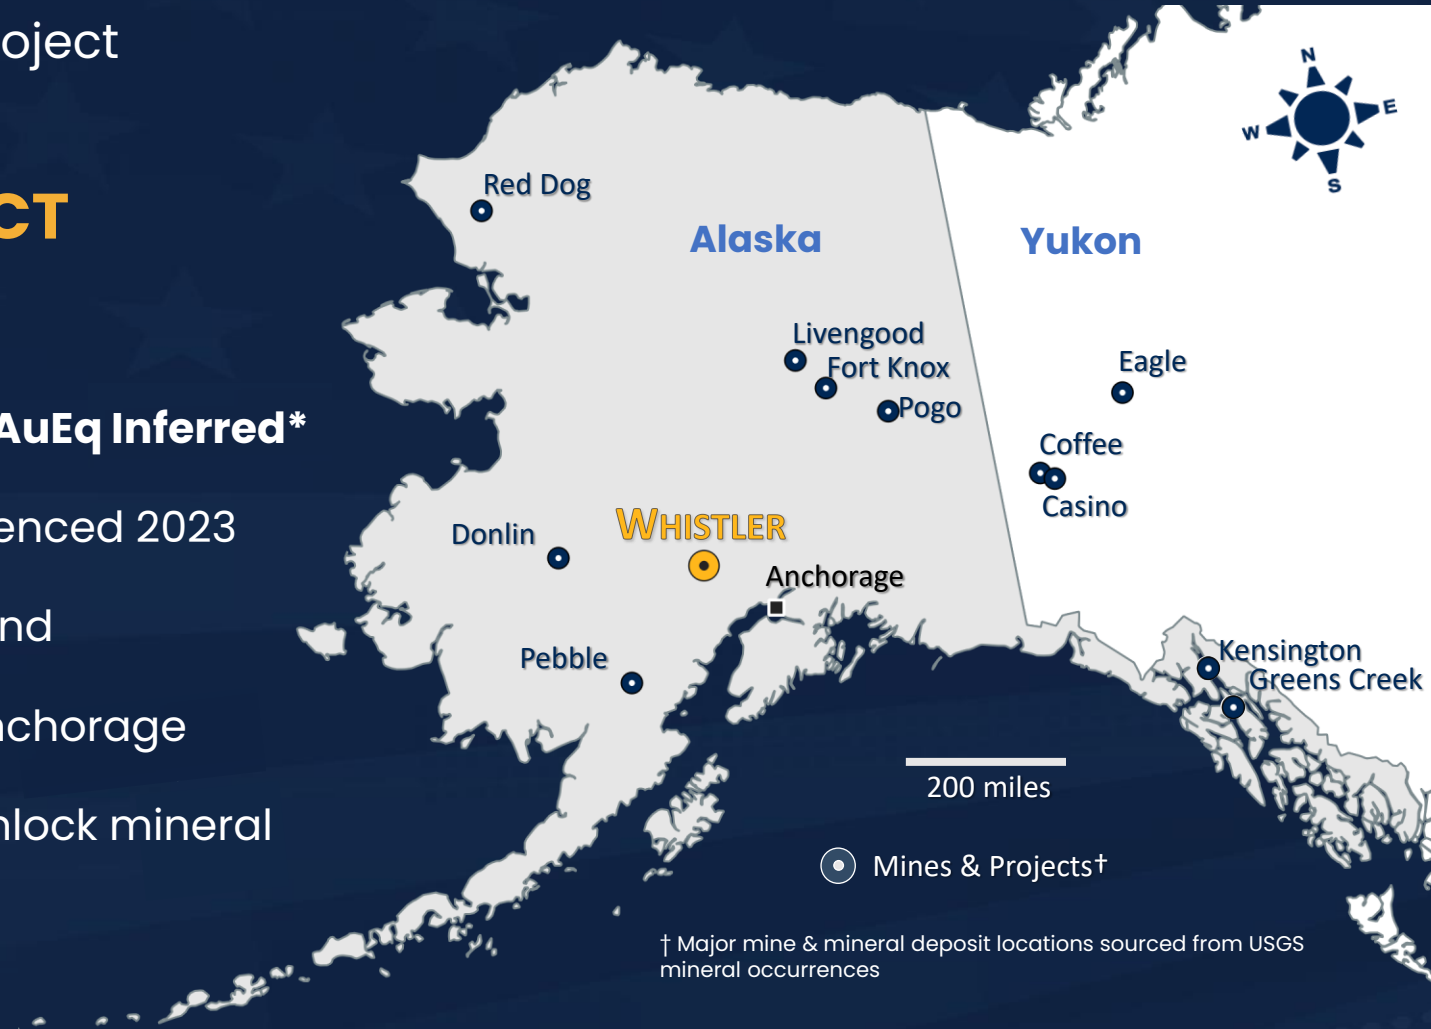 oject
CT
AuEq Inferred*
enced 2023
nd
nchorage
nlock mineral
N
E
W
S
Red Dog
Alaska
Yukon
Livengood
Fort Knox
Pogo
Eagle
Coffee
Casino
Donlin
WHISTLER
Anchorage
Pebble
Kensington
Greens Creek
200 miles
Mines & Projects†
† Major mine & mineral deposit locations sourced from USGS
mineral occurrences